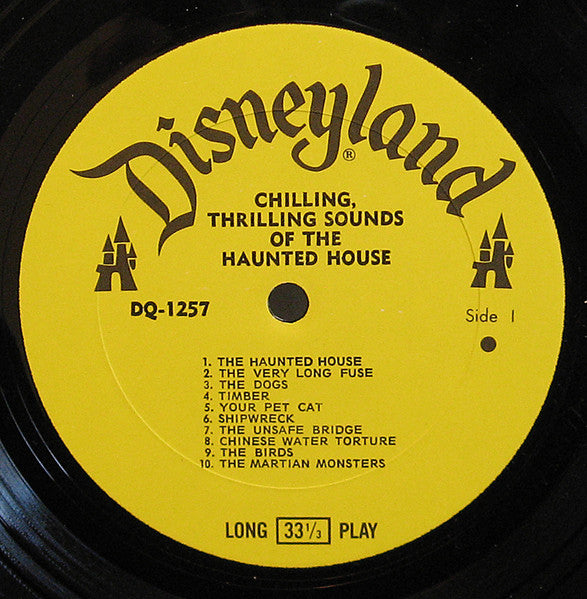 Disneyland®
CHILLING,
THRILLING SOUNDS
OF THE
HAUNTED HOUSE
DQ-1257
Side 1
1. THE HAUNTED HOUSE
2. THE VERY LONG FUSE
3. THE DOGS
4. TIMBER
5. YOUR PET CAT
6. SHIPWRECK
7. THE UNSAFE BRIDGE
8. CHINESE WATER TORTURE
9. THE BIRDS
10. THE MARTIAN MONSTERS
LONG 33 1/3 PLAY